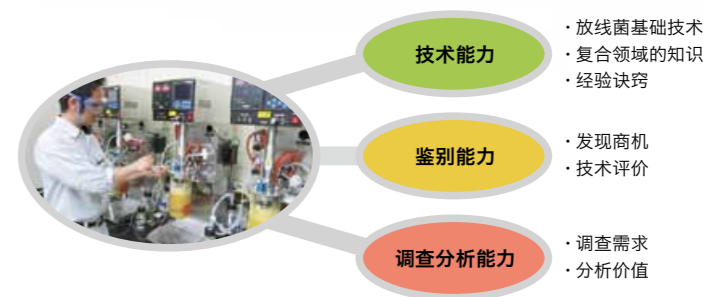 技术能力
· 放线菌基础技术
· 复合领域的知识
· 经验诀窍
鉴别能力
· 发现商机
· 技术评价
调查分析能力
· 调查需求
· 分析价值